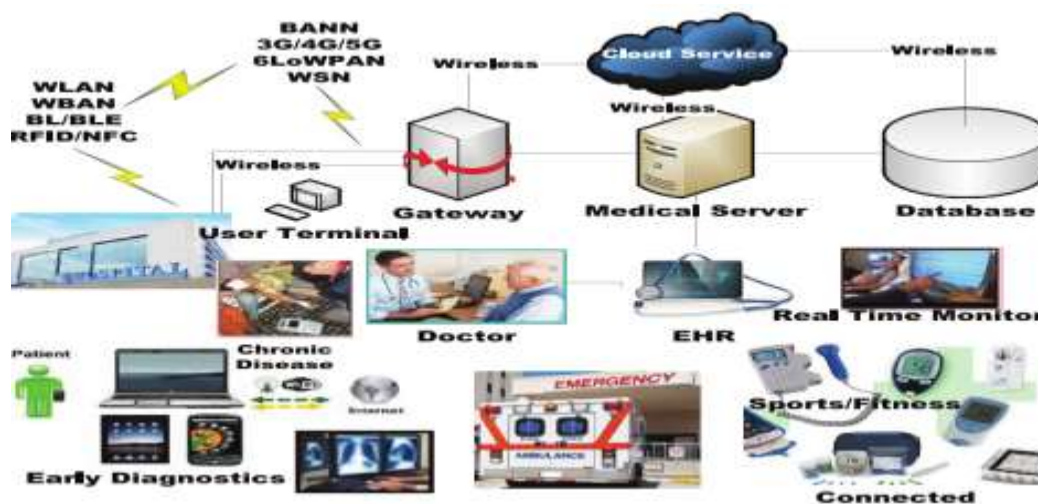 BANN
3G/4G/5G
6LoWPAN
WSN
Wireless
Cloud Service
Wireless
WLAN
WBAN
BL/BLE
RFID/NFC
Wireless
Wireless
Gateway
Medical Server
Database
User Terminal
HOSPITAL
Doctor
EHR
Real Time Monitor
Patient
Chronic
Disease
Internet
EMERGENCY
AMBULANCE
Sports/Fitness
Early Diagnostics
Connected